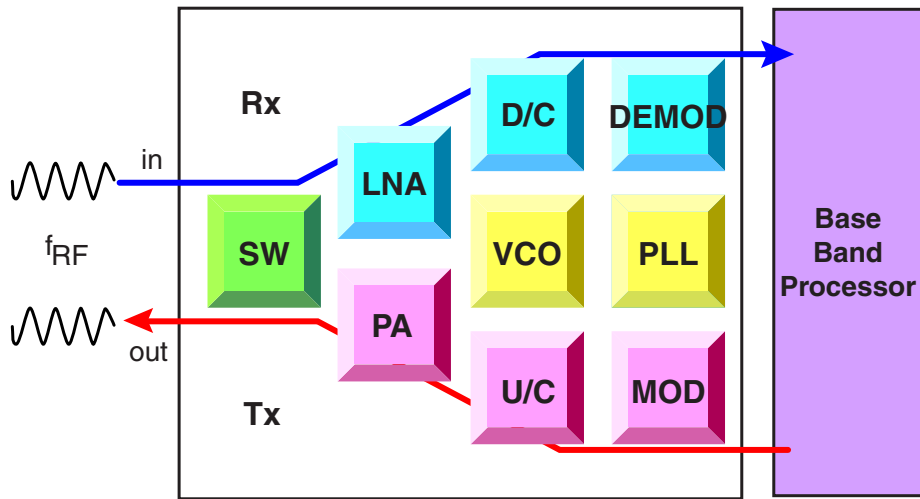 Rx
D/C
DEMOD
in
LNA
SW
VCO
PLL
Base
Band
Processor
fRF
PA
out
U/C
MOD
Tx